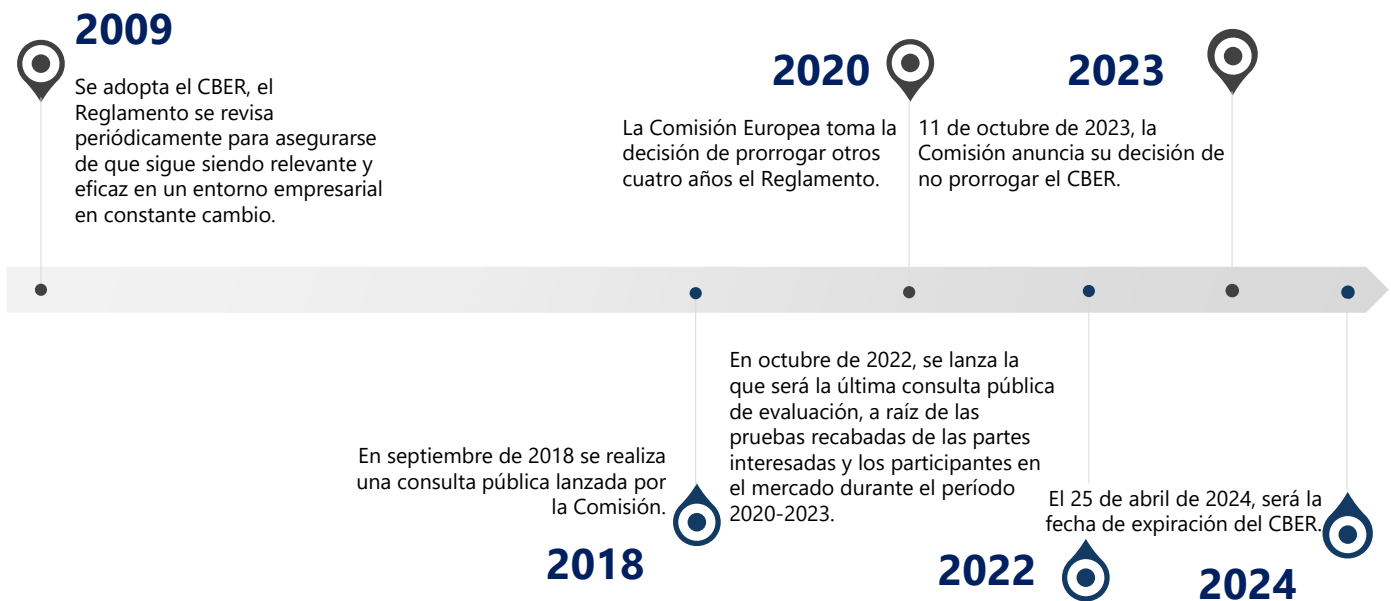 2009
Se adopta el CBER, el
Reglamento se revisa
periódicamente para asegurarse
de que sigue siendo relevante y
eficaz en un entorno empresarial
en constante cambio.
2020
La Comisión Europea toma la
decisión de prorrogar otros
cuatro años el Reglamento.
2023
11 de octubre de 2023, la
Comisión anuncia su decisión de
no prorrogar el CBER.
En septiembre de 2018 se realiza
una consulta pública lanzada por
la Comisión.
2018
En octubre de 2022, se lanza la
que será la última consulta pública
de evaluación, a raíz de las
pruebas recabadas de las partes
interesadas y los participantes en
el mercado durante el período
2020-2023.
2022
El 25 de abril de 2024, será la
fecha de expiración del CBER.
2024